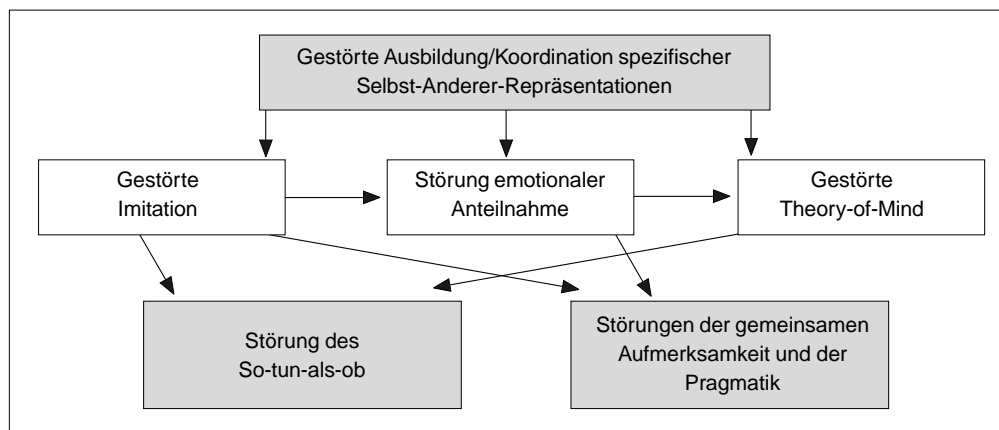 Gestörte Ausbildung/Koordination spezifischer
Selbst-Anderer-Repräsentationen
Gestörte
Imitation
Störung emotionaler
Anteilnahme
Gestörte
Theory-of-Mind
Störung des
So-tun-als-ob
Störungen der gemeinsamen
Aufmerksamkeit und der
Pragmatik